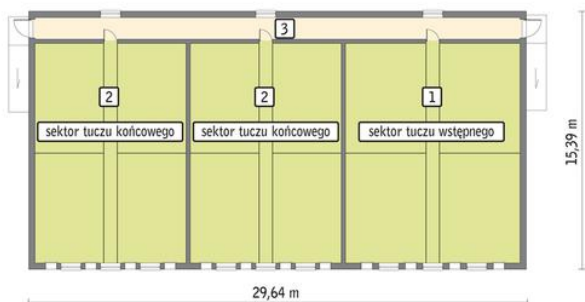 3
2
2
1
sektor tuczu końcowego
sektor tuczu końcowego
sektor tuczu wstępnego
15,39 m
29,64 m